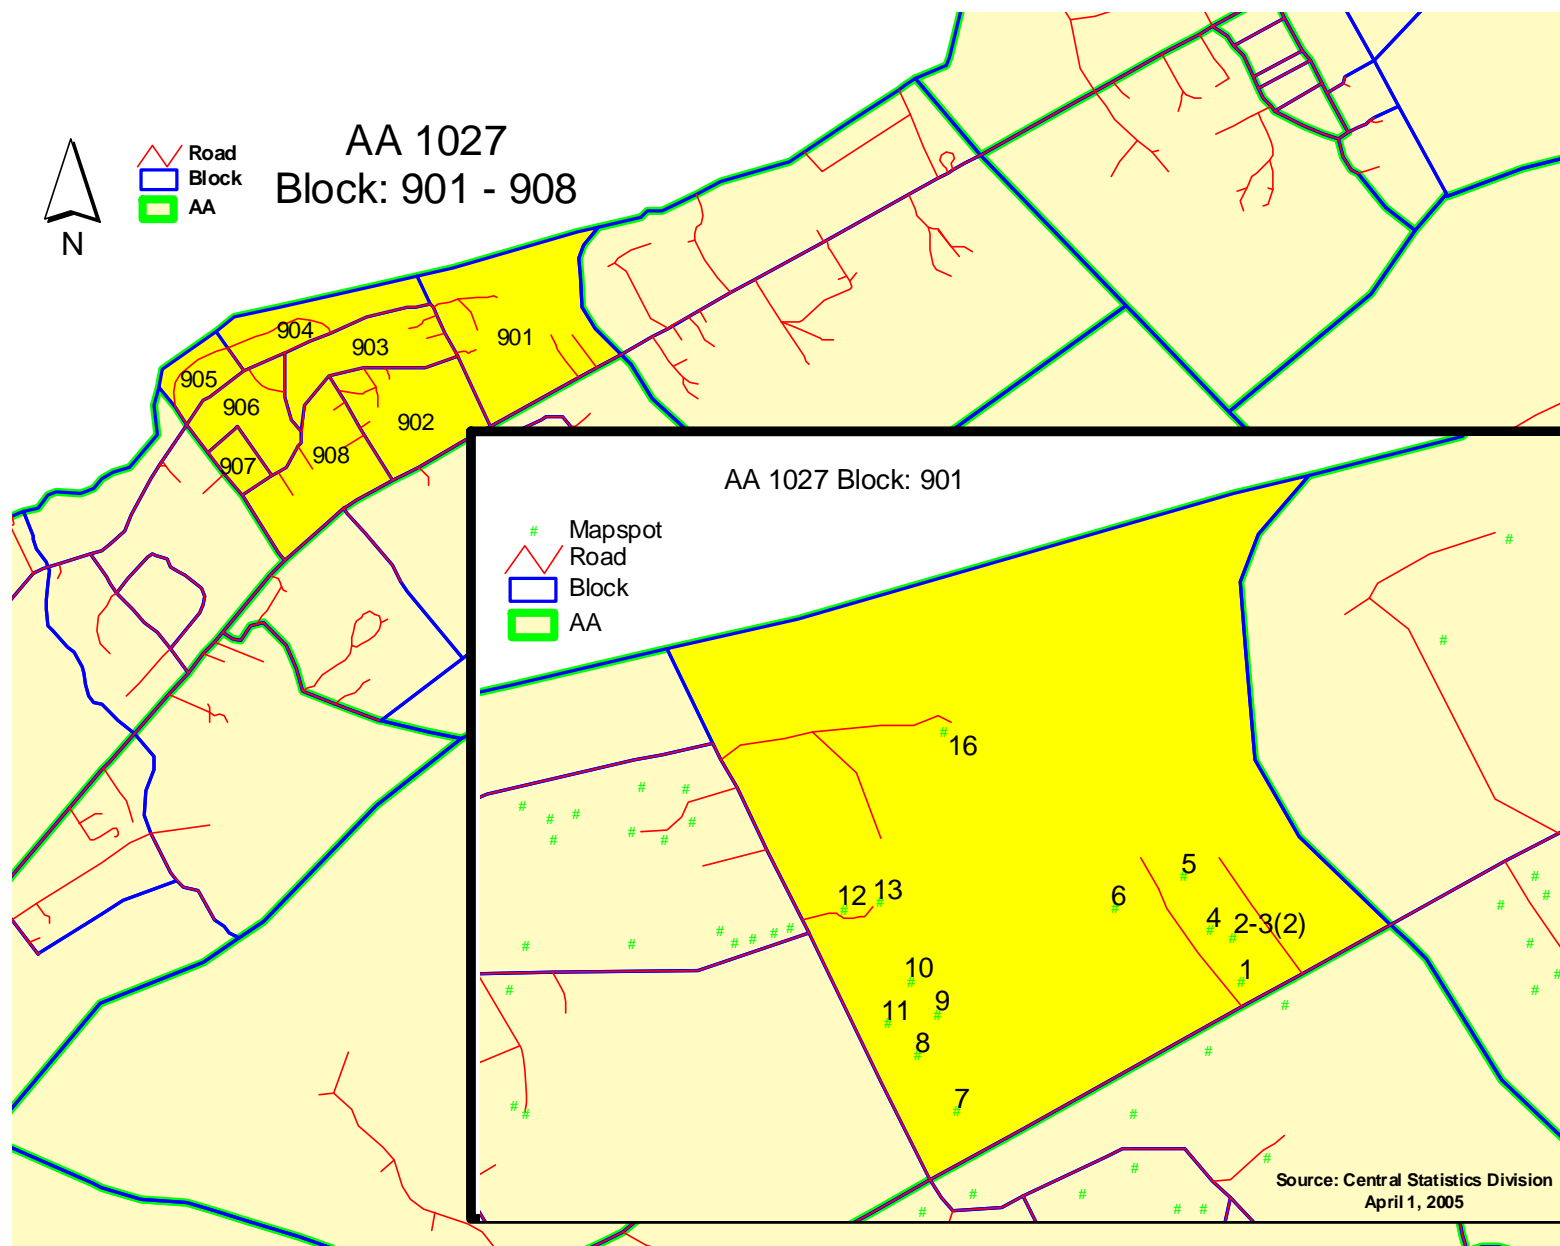 AA 1027
Block: 901 - 908
Road
Block
AA
N
901
904
903
905
906
902
908
907
AA 1027 Block: 901
# Mapspot
Road
Block
AA
16
5
12
13
6
4
2-3(2)
10
1
9
11
8
7
Source: Central Statistics Division
April 1, 2005